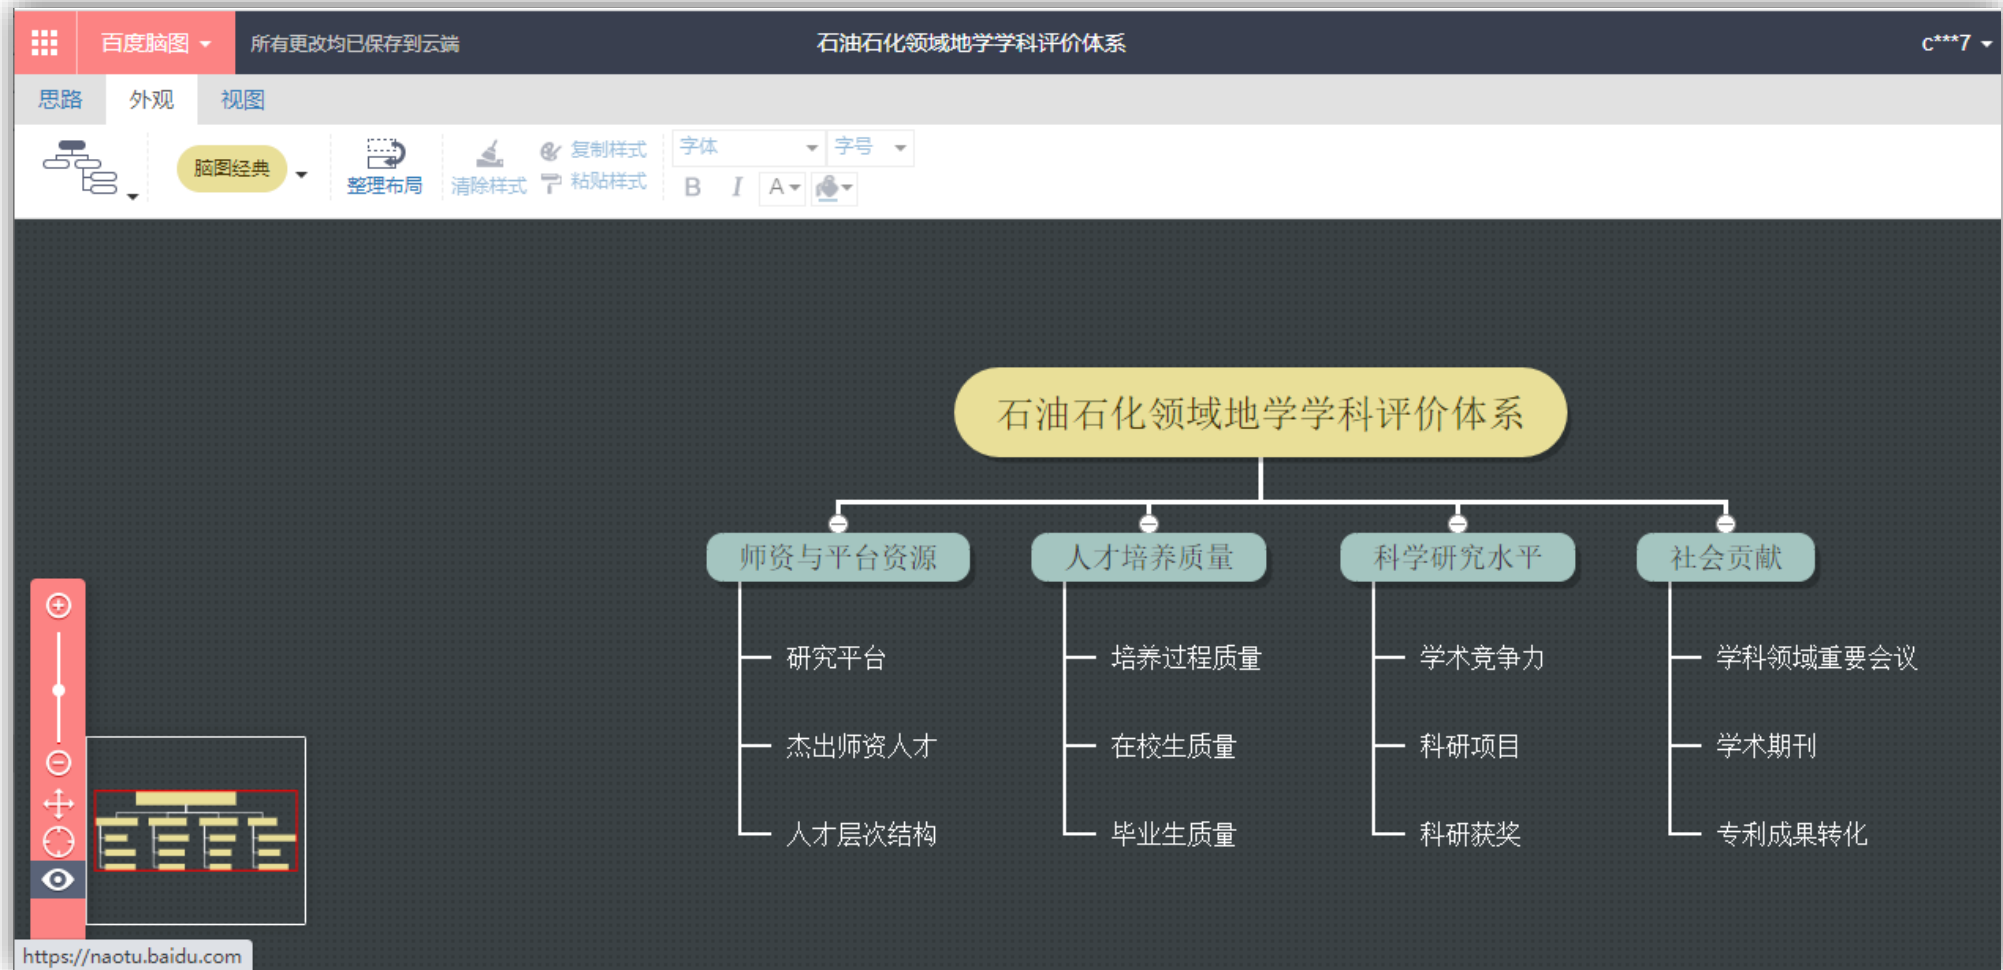 百度脑图
所有更改均已保存到云端
石油石化领域地学学科评价体系
c***7
思路
外观
视图
脑图经典
整理布局
清除样式
复制样式
粘贴样式
字体
字号
B
I
A
石油石化领域地学学科评价体系
师资与平台资源
人才培养质量
科学研究水平
社会贡献
研究平台
培养过程质量
学术竞争力
学科领域重要会议
杰出师资人才
在校生质量
科研项目
学术期刊
人才层次结构
毕业生质量
科研获奖
专利成果转化
https://naotu.baidu.com